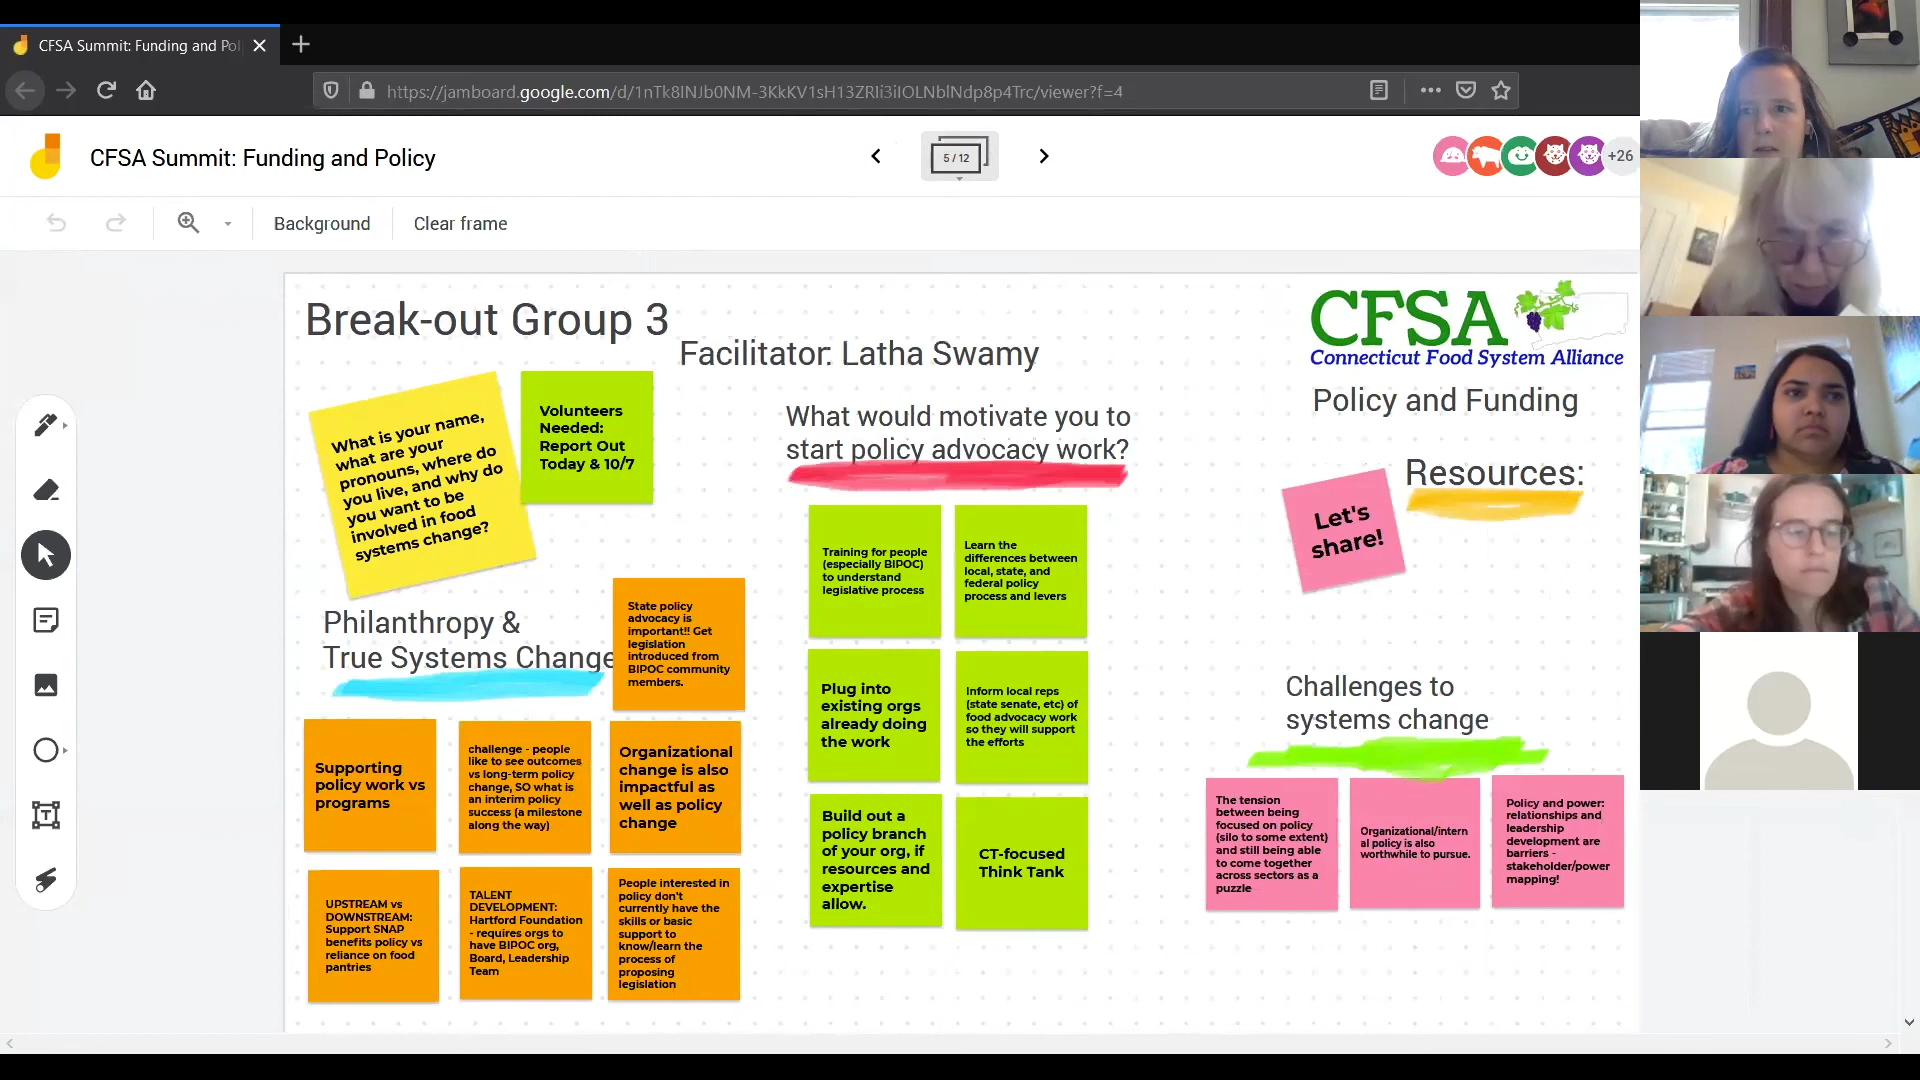 CFSA Summit: Funding and Pol
https://jamboard.google.com/d/1nTk8INJb0NM-3KkKV1sH13ZRli3iIOLNblNdp8p4Trc/viewer?f=4
CFSA Summit: Funding and Policy
5 / 12
+26
Background
Clear frame
Break-out Group 3
Facilitator: Latha Swamy
CFSA
Connecticut Food System Alliance
Policy and Funding
What is your name,
what are your
pronouns, where do
you live, and why do
you want to be
involved in food
systems change?
Volunteers
Needed:
Report Out
Today & 10/7
Philanthropy &
True Systems Change
State policy
advocacy is
important!! Get
legislation
introduced from
BIPOC community
members.
Supporting
policy work vs
programs
challenge - people
like to see outcomes
vs long-term policy
change, SO what is
an interim policy
success (a milestone
along the way)
Organizational
change is also
impactful as
well as policy
change
UPSTREAM vs
DOWNSTREAM:
Support SNAP
benefits policy vs
reliance on food
pantries
TALENT
DEVELOPMENT:
Hartford Foundation
- requires orgs to
have BIPOC org,
Board, Leadership
Team
People interested in
policy don't
currently have the
skills or basic
support to
know/learn the
process of
proposing
legislation
What would motivate you to
start policy advocacy work?
Training for people
(especially BIPOC)
to understand
legislative process
Learn the
differences between
local, state, and
federal policy
process and levers
Plug into
existing orgs
already doing
the work
Inform local reps
(state senate, etc) of
food advocacy work
so they will support
the efforts
Build out a
policy branch
of your org, if
resources and
expertise
allow.
CT-focused
Think Tank
Resources:
Let's
share!
Challenges to
systems change
The tension
between being
focused on policy
(silo to some extent)
and still being able
to come together
across sectors as a
puzzle
Organizational/intern
al policy is also
worthwhile to pursue.
Policy and power:
relationships and
leadership
development are
barriers -
stakeholder/power
mapping!